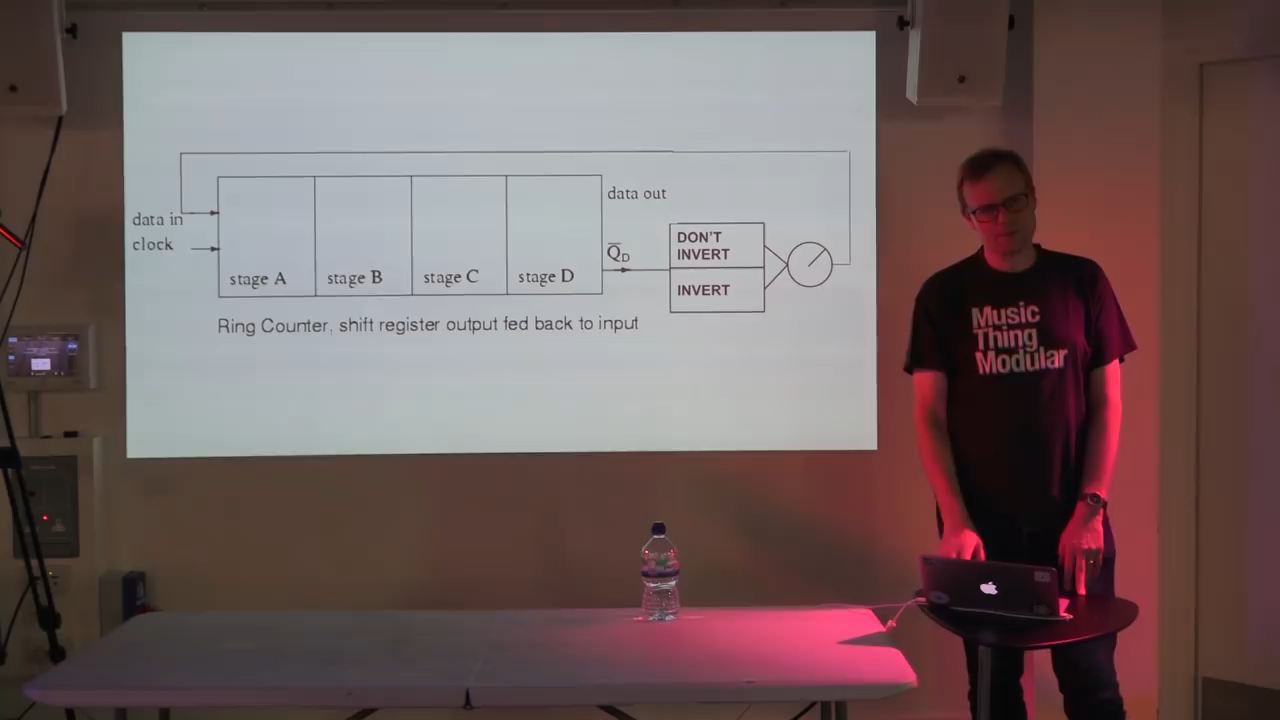 data out
data in
clock
Q̅D
DON'T
INVERT
INVERT
stage A
stage B
stage C
stage D
Ring Counter, shift register output fed back to input
Music
Thing
Modular